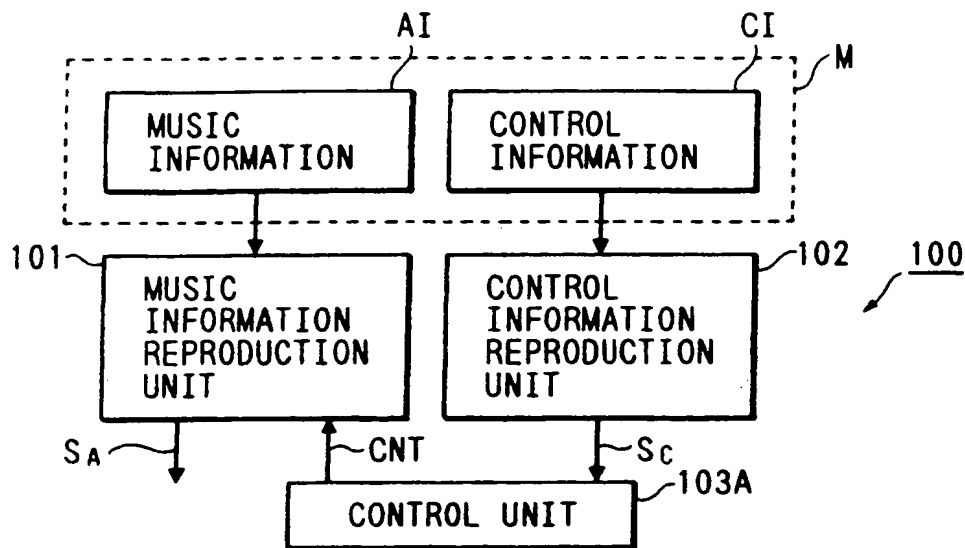 AI
CI
M
MUSIC
INFORMATION
CONTROL
INFORMATION
101
102
100
MUSIC
INFORMATION
REPRODUCTION
UNIT
CONTROL
INFORMATION
REPRODUCTION
UNIT
SA
CNT
SC
103A
CONTROL UNIT